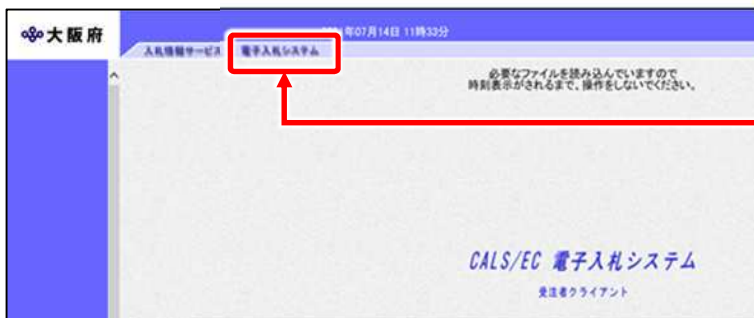 大阪府
年07月14日 11時33分
入札情報サービス
電子入札システム
必要なファイルを読み込んでいますので
時刻表示がされるまで、操作をしないでください。
CALS/EC 電子入札システム
受注者クライアント